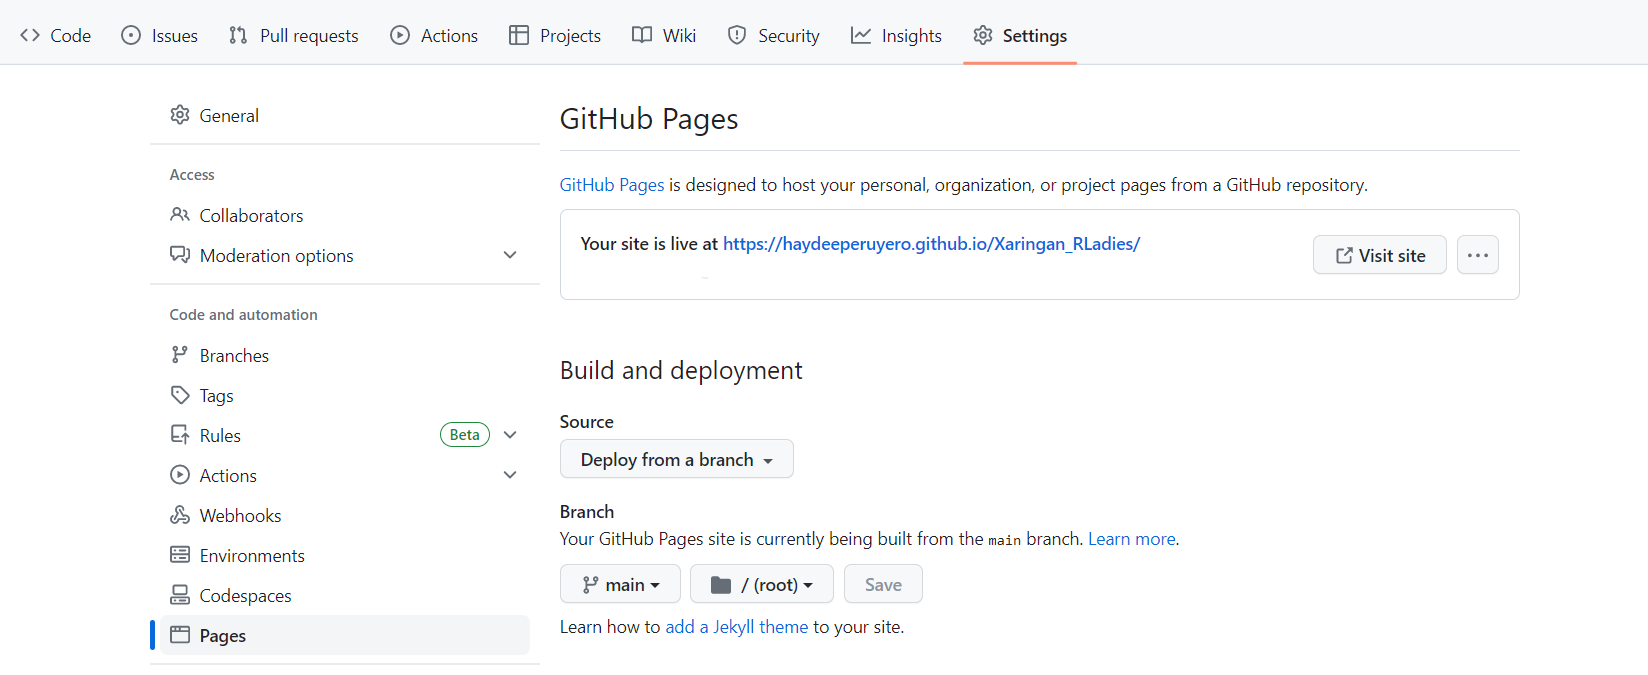 Code Issues Pull requests Actions Projects Wiki Security Insights Settings
General
Access
Collaborators
Moderation options
Code and automation
Branches
Tags
Rules Beta
Actions
Webhooks
Environments
Codespaces
Pages
GitHub Pages
GitHub Pages is designed to host your personal, organization, or project pages from a GitHub repository.
Your site is live at https://haydeeperuyero.github.io/Xaringan_RLadies/
Visit site
Build and deployment
Source
Deploy from a branch
Branch
Your GitHub Pages site is currently being built from the main branch. Learn more.
main / (root) Save
Learn how to add a Jekyll theme to your site.